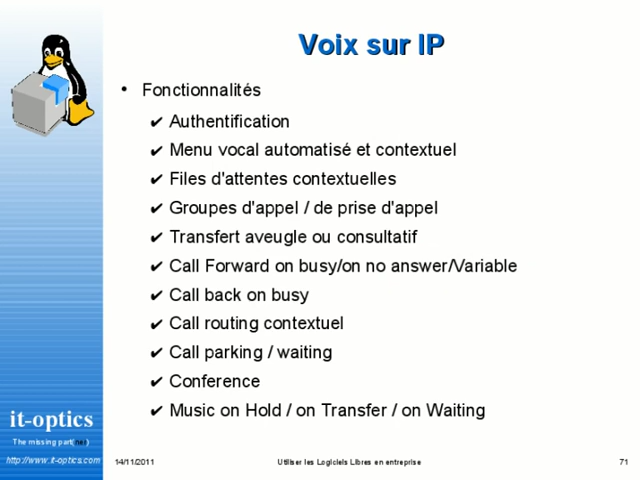 Voix sur IP
• Fonctionnalités
✔ Authentification
✔ Menu vocal automatisé et contextuel
✔ Files d'attentes contextuelles
✔ Groupes d'appel / de prise d'appel
✔ Transfert aveugle ou consultatif
✔ Call Forward on busy/on no answer/Variable
✔ Call back on busy
✔ Call routing contextuel
✔ Call parking / waiting
✔ Conference
✔ Music on Hold / on Transfer / on Waiting
it-optics
The missing part(ner)
http://www.it-optics.com
14/11/2011
Utiliser les Logiciels Libres en entreprise
71